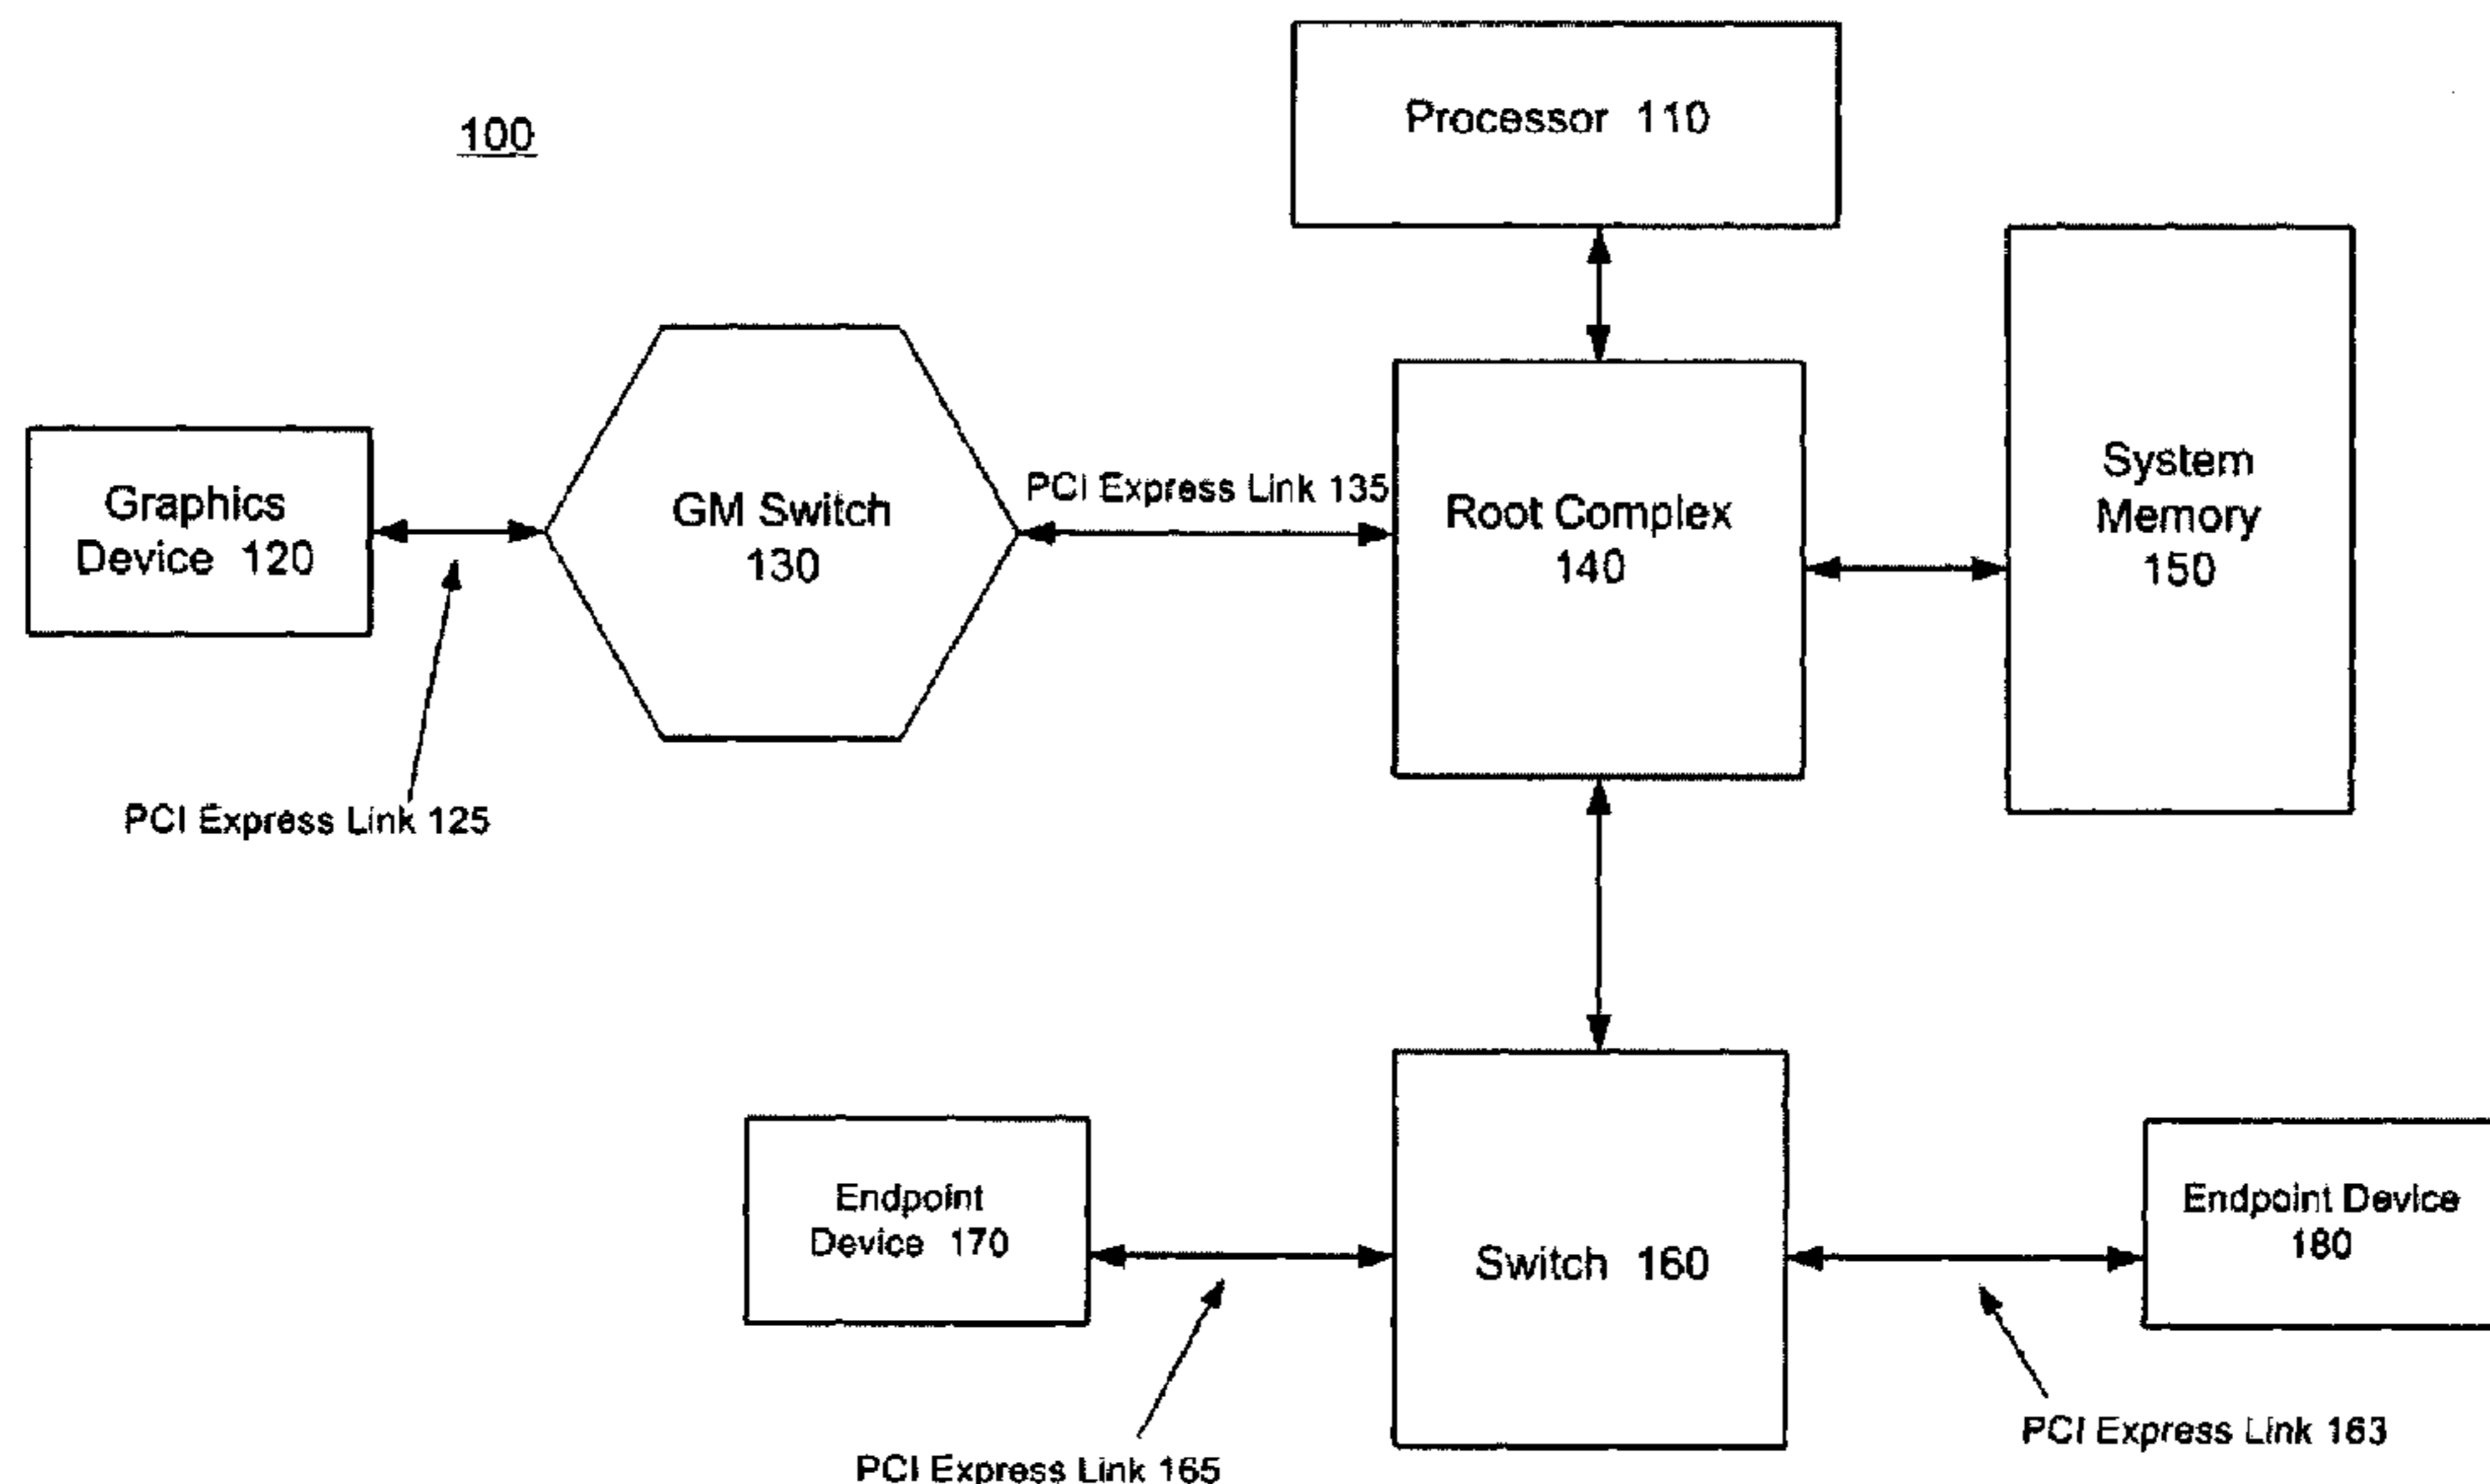 100
Processor 110
Graphics
Device 120
GM Switch
130
PCI Express Link 135
Root Complex
140
System
Memory
150
PCI Express Link 125
Endpoint
Device 170
Switch 160
Endpoint Device
180
PCI Express Link 165
PCI Express Link 163